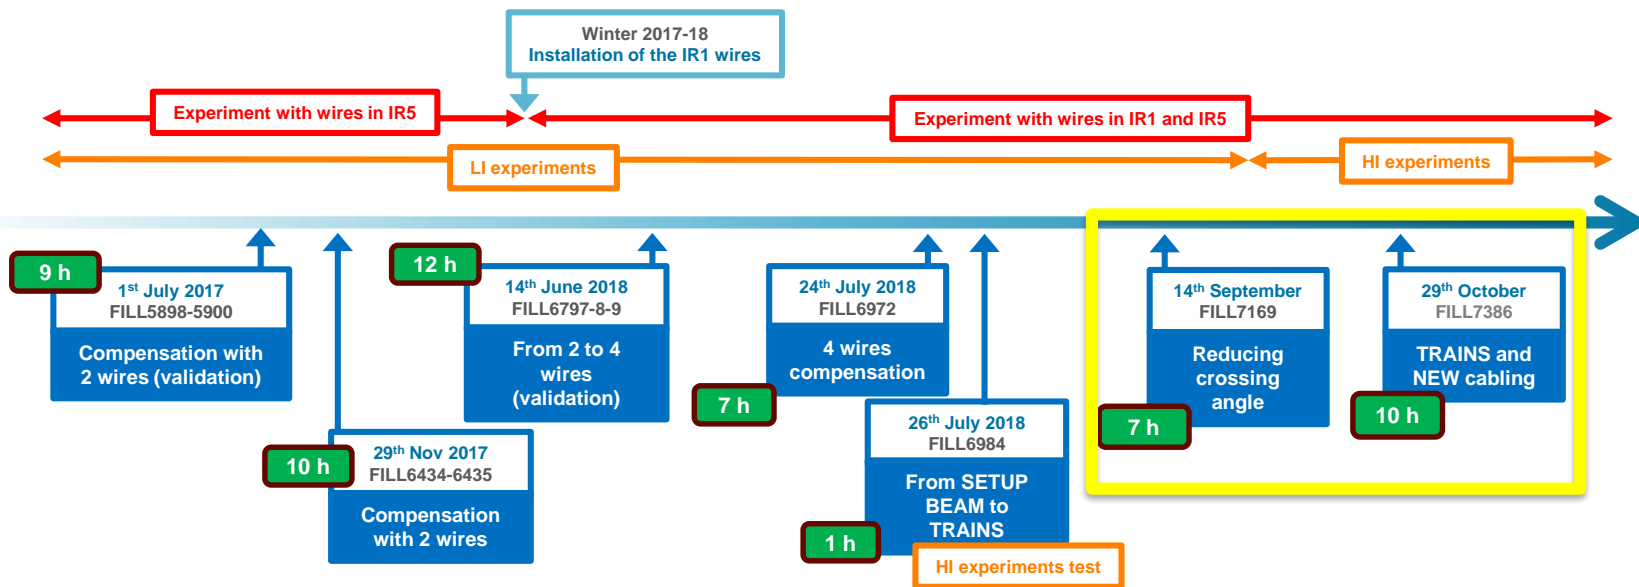 Winter 2017-18
Installation of the IR1 wires
Experiment with wires in IR5
Experiment with wires in IR1 and IR5
LI experiments
HI experiments
9 h
1st July 2017
FILL5898-5900
Compensation with
2 wires (validation)
10 h
29th Nov 2017
FILL6434-6435
Compensation
with 2 wires
12 h
14th June 2018
FILL6797-8-9
From 2 to 4
wires
(validation)
24th July 2018
FILL6972
4 wires
compensation
7 h
26th July 2018
FILL6984
From SETUP
BEAM to
TRAINS
1 h
HI experiments test
14th September
FILL7169
Reducing
crossing
angle
7 h
29th October
FILL7386
TRAINS and
NEW cabling
10 h